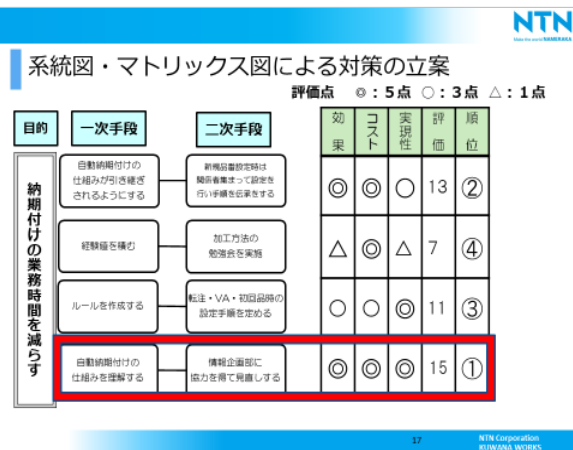 NTN
系統図・マトリックス図による対策の立案
評価点 ◎：5点 ○：3点 △：1点
目的 一次手段 二次手段 効果 コスト 実現性 評価 順位
納期付けの業務時間を減らす
自動納期付けの
仕組みが引き継ぎ
されるようにする
新規品番設定時は
関係者集まって設定を
行い手順を伝承をする
◎ ◎ ○ 13 ②
経験値を積む
加工方法の
勉強会を実施
△ ◎ △ 7 ④
ルールを作成する
転注・VA・初回品時の
設定手順を定める
○ ○ ◎ 11 ③
自動納期付けの
仕組みを理解する
情報企画部に
協力を得て見直しする
◎ ◎ ◎ 15 ①
17
NTN Corporation
KUWANA WORKS